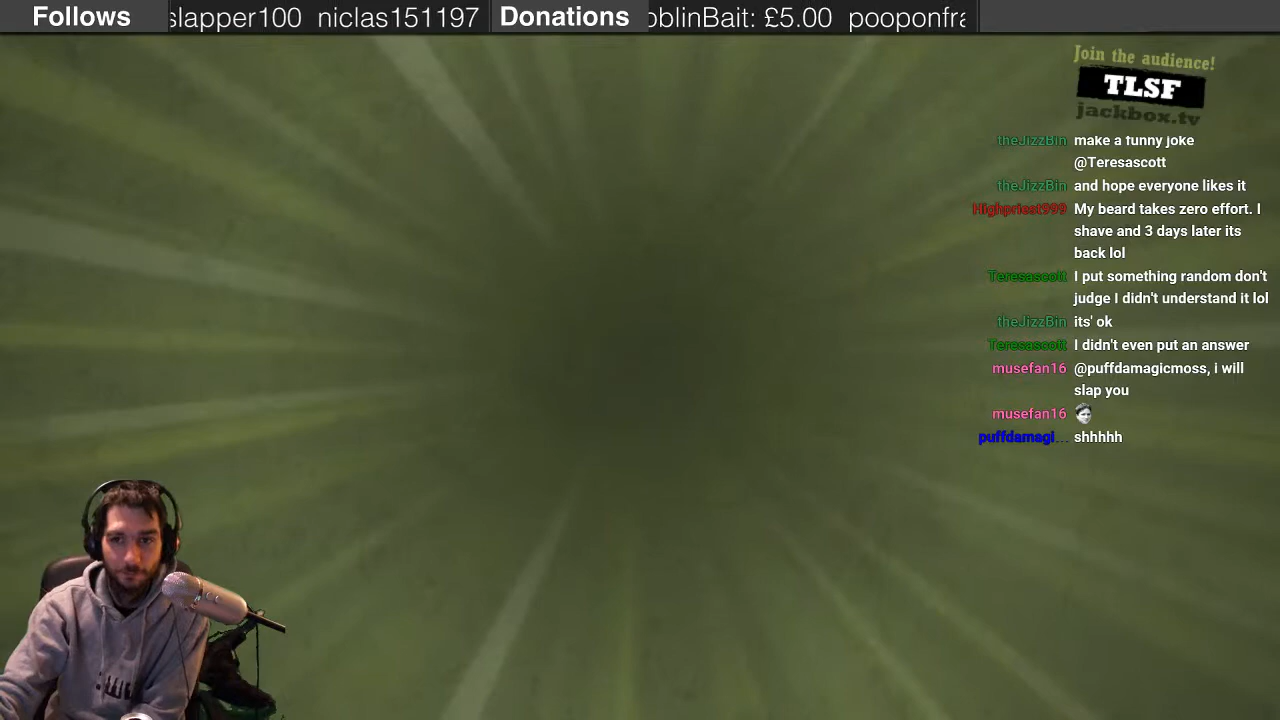 Follows
slapper100 niclas151197
Donations
oblinBait: £5.00 pooponfra
Join the audience!
TLSF
jackbox.tv
theJizzBin make a funny joke
@Teresascott
theJizzBin and hope everyone likes it
Highpriest999 My beard takes zero effort. I
shave and 3 days later its
back lol
Teresascott I put something random don't
judge I didn't understand it lol
theJizzBin its' ok
Teresascott I didn't even put an answer
musefan16 @puffdamagicmoss, i will
slap you
musefan16
puffdamagi... shhhhh